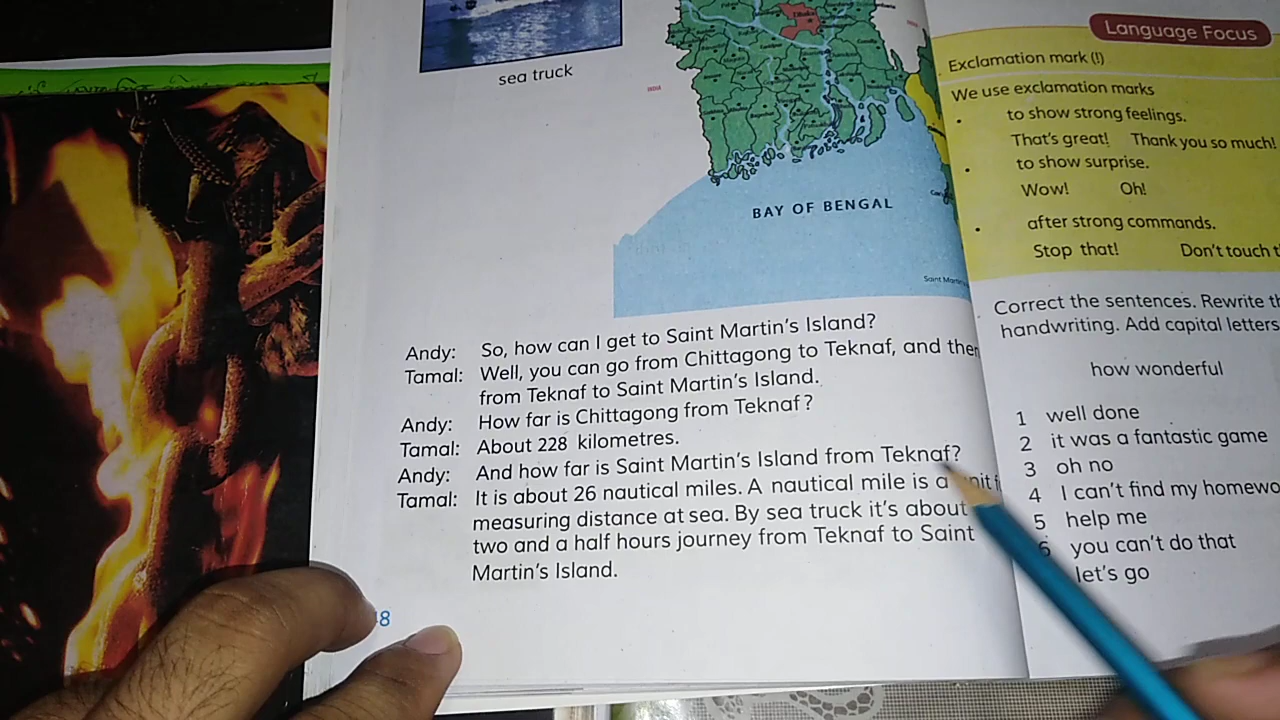 sea truck
INDIA
Dhaka
BAY OF BENGAL
Andy: So, how can I get to Saint Martin's Island?
Tamal: Well, you can go from Chittagong to Teknaf, and then
from Teknaf to Saint Martin's Island.
Andy: How far is Chittagong from Teknaf?
Tamal: About 228 kilometres.
Andy: And how far is Saint Martin's Island from Teknaf?
Tamal: It is about 26 nautical miles. A nautical mile is a
measuring distance at sea. By sea truck it's about
two and a half hours journey from Teknaf to Saint
Martin's Island.
8
Language Focus
Exclamation mark (!)
We use exclamation marks
to show strong feelings.
That's great! Thank you so much!
to show surprise.
Wow! Oh!
after strong commands.
Stop that! Don't touch
Correct the sentences. Rewrite
handwriting. Add capital letters
how wonderful
1 well done
2 it was a fantastic game
3 oh no
4 I can't find my
5 help me
6 you can't do that
let's go